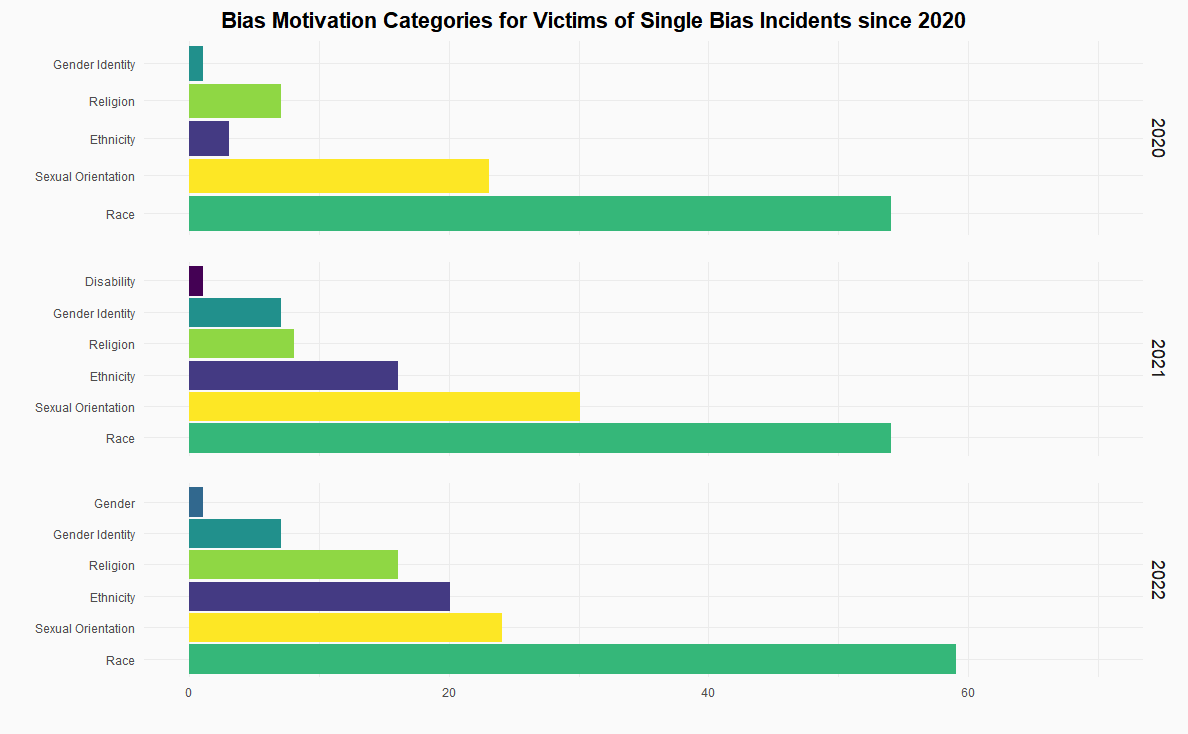 Bias Motivation Categories for Victims of Single Bias Incidents since 2020
Gender Identity
Religion
Ethnicity
Sexual Orientation
Race
2020
Disability
Gender Identity
Religion
Ethnicity
Sexual Orientation
Race
2021
Gender
Gender Identity
Religion
Ethnicity
Sexual Orientation
Race
2022
0 20 40 60